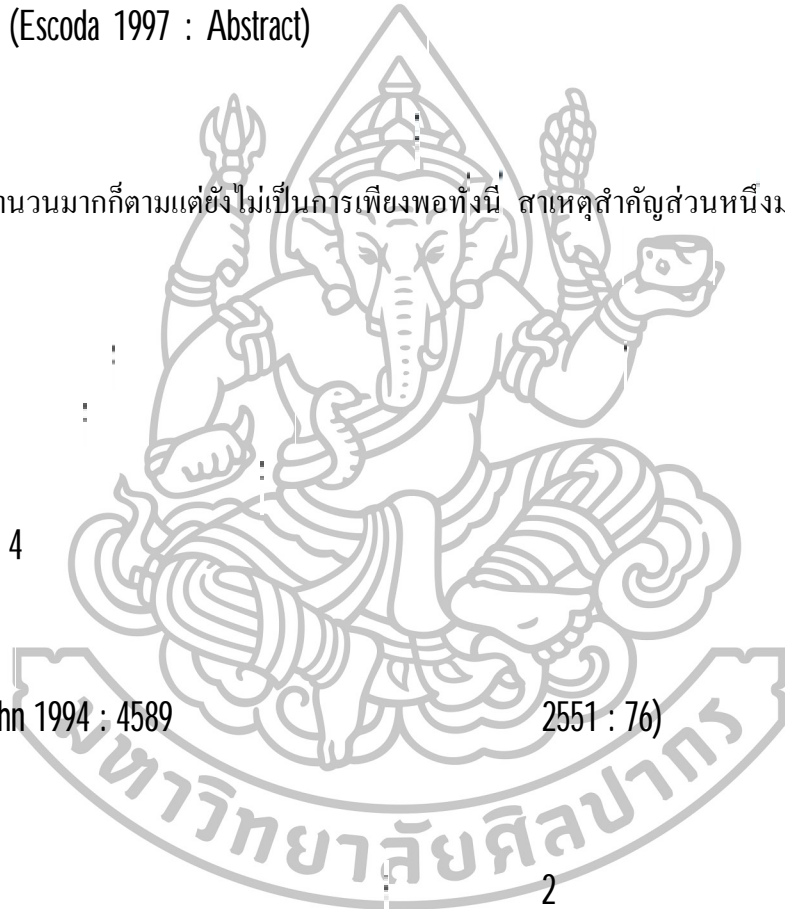 (Escoda 1997 : Abstract)
านวนมากก็ตามแต่ยังไม่เป็นการเพียงพอทั้งนี้ สาเหตุสำคัญส่วนหนึ่งม
4
hn 1994 : 4589 2551 : 76)
มหาวิทยาลัยศิลปากร
2